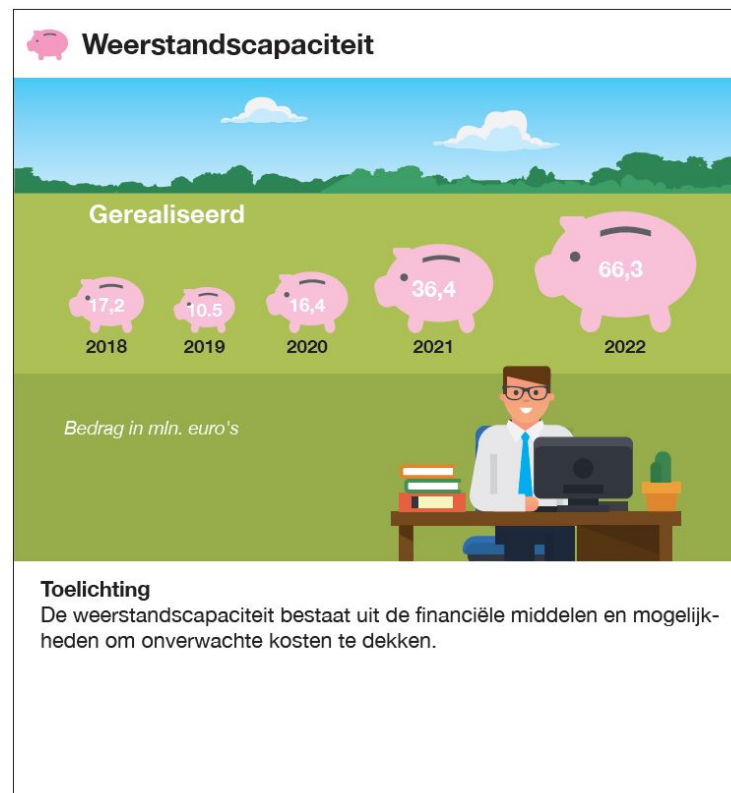 Weerstandscapaciteit
Gerealiseerd
17,2 10.5 16,4 36,4 66,3
2018 2019 2020 2021 2022
Bedrag in mln. euro's
Toelichting
De weerstandscapaciteit bestaat uit de financiële middelen en mogelijk-
heden om onverwachte kosten te dekken.